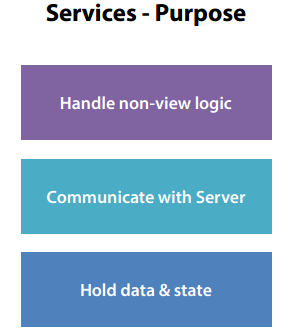 Services - Purpose
Handle non-view logic
Communicate with Server
Hold data & state